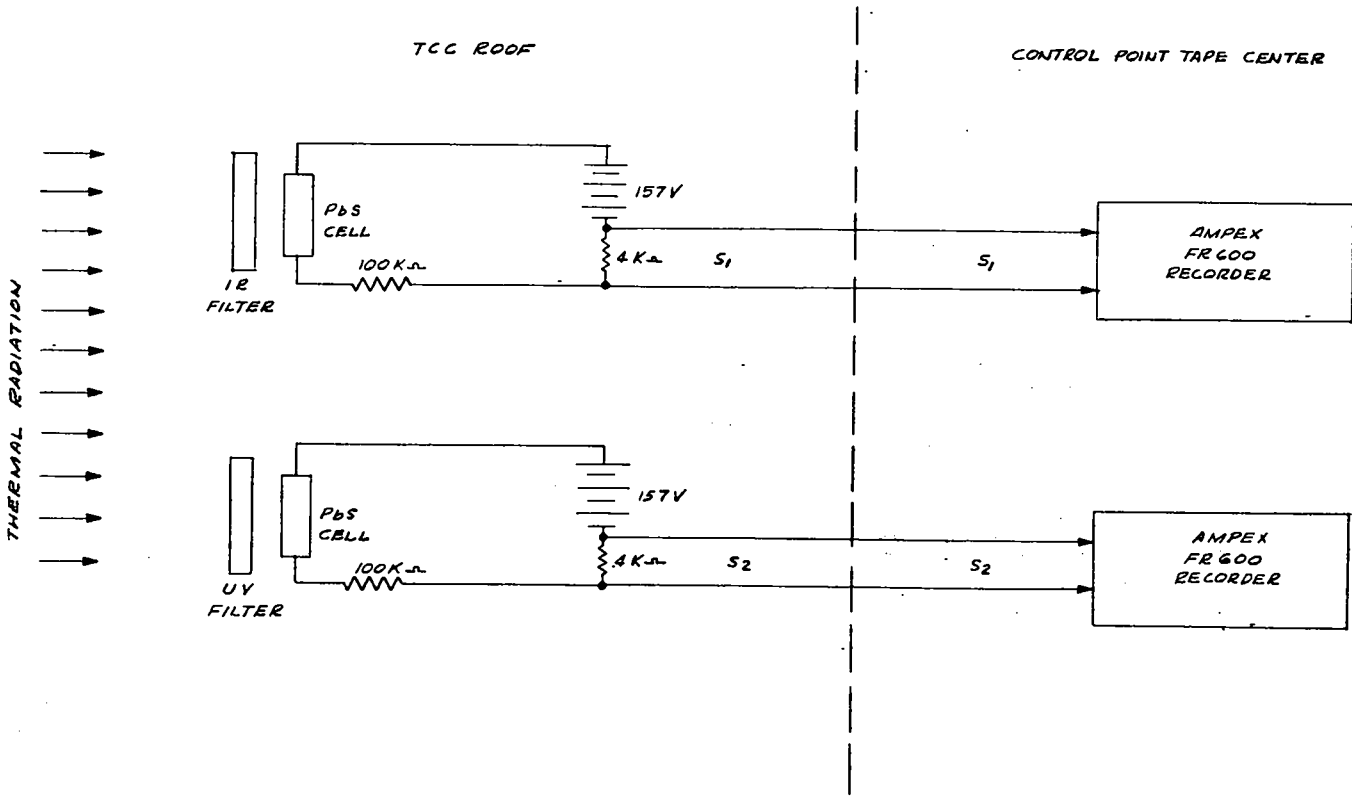 TCC ROOF
CONTROL POINT TAPE CENTER
THERMAL RADIATION
IR
FILTER
PbS
CELL
100KΩ
157V
4KΩ
S1
S1
AMPEX
FR600
RECORDER
UV
FILTER
PbS
CELL
100KΩ
157V
4KΩ
S2
S2
AMPEX
FR600
RECORDER